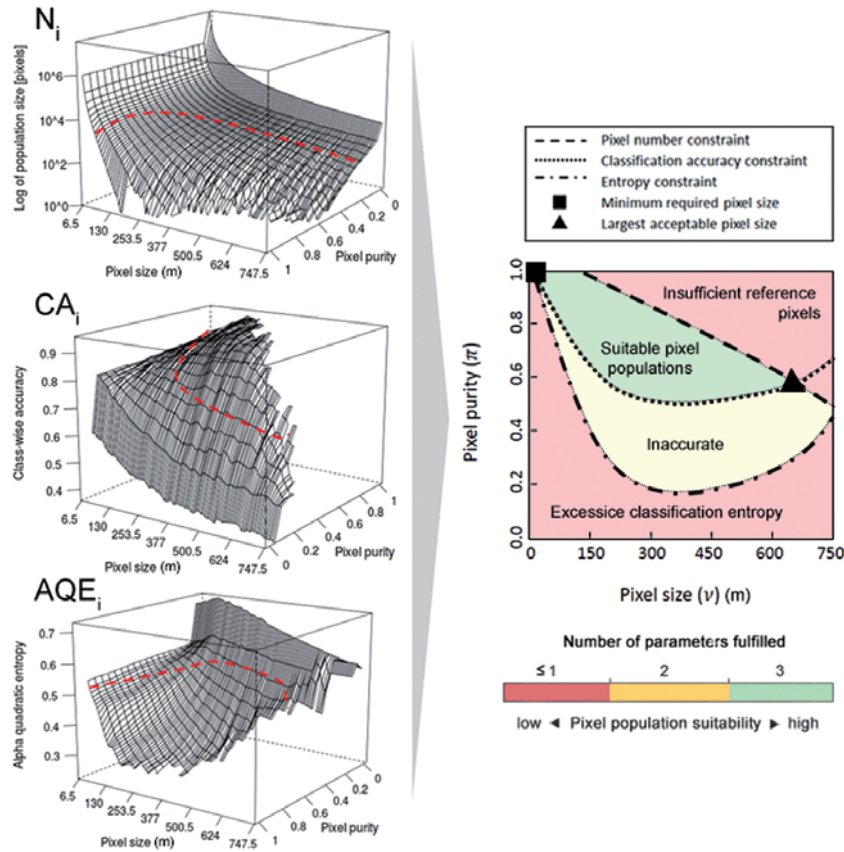 Nᵢ
Log of population size [pixels]
10^6
10^4
10^2
10^0
6.5
130
253.5
377
500.5
624
747.5
Pixel size (m)
1
0.8
0.6
0.4
0.2
0
Pixel purity
CAᵢ
Class-wise accuracy
0.9
0.8
0.7
0.6
0.5
0.4
6.5
130
253.5
377
500.5
624
747.5
Pixel size (m)
0
0.2
0.4
0.6
0.8
1
Pixel purity
AQEᵢ
Alpha quadratic entropy
0.7
0.6
0.5
0.4
0.3
6.5
130
253.5
377
500.5
624
747.5
Pixel size (m)
1
0.8
0.6
0.4
0.2
0
Pixel purity
Pixel number constraint
Classification accuracy constraint
Entropy constraint
Minimum required pixel size
Largest acceptable pixel size
Pixel purity (π)
1.0
0.8
0.6
0.4
0.2
0.0
Insufficient reference
pixels
Suitable pixel
populations
Inaccurate
Excessice classification entropy
0
150
300
450
600
750
Pixel size (ν) (m)
Number of parameters fulfilled
≤ 1
2
3
low ◄ Pixel population suitability ► high